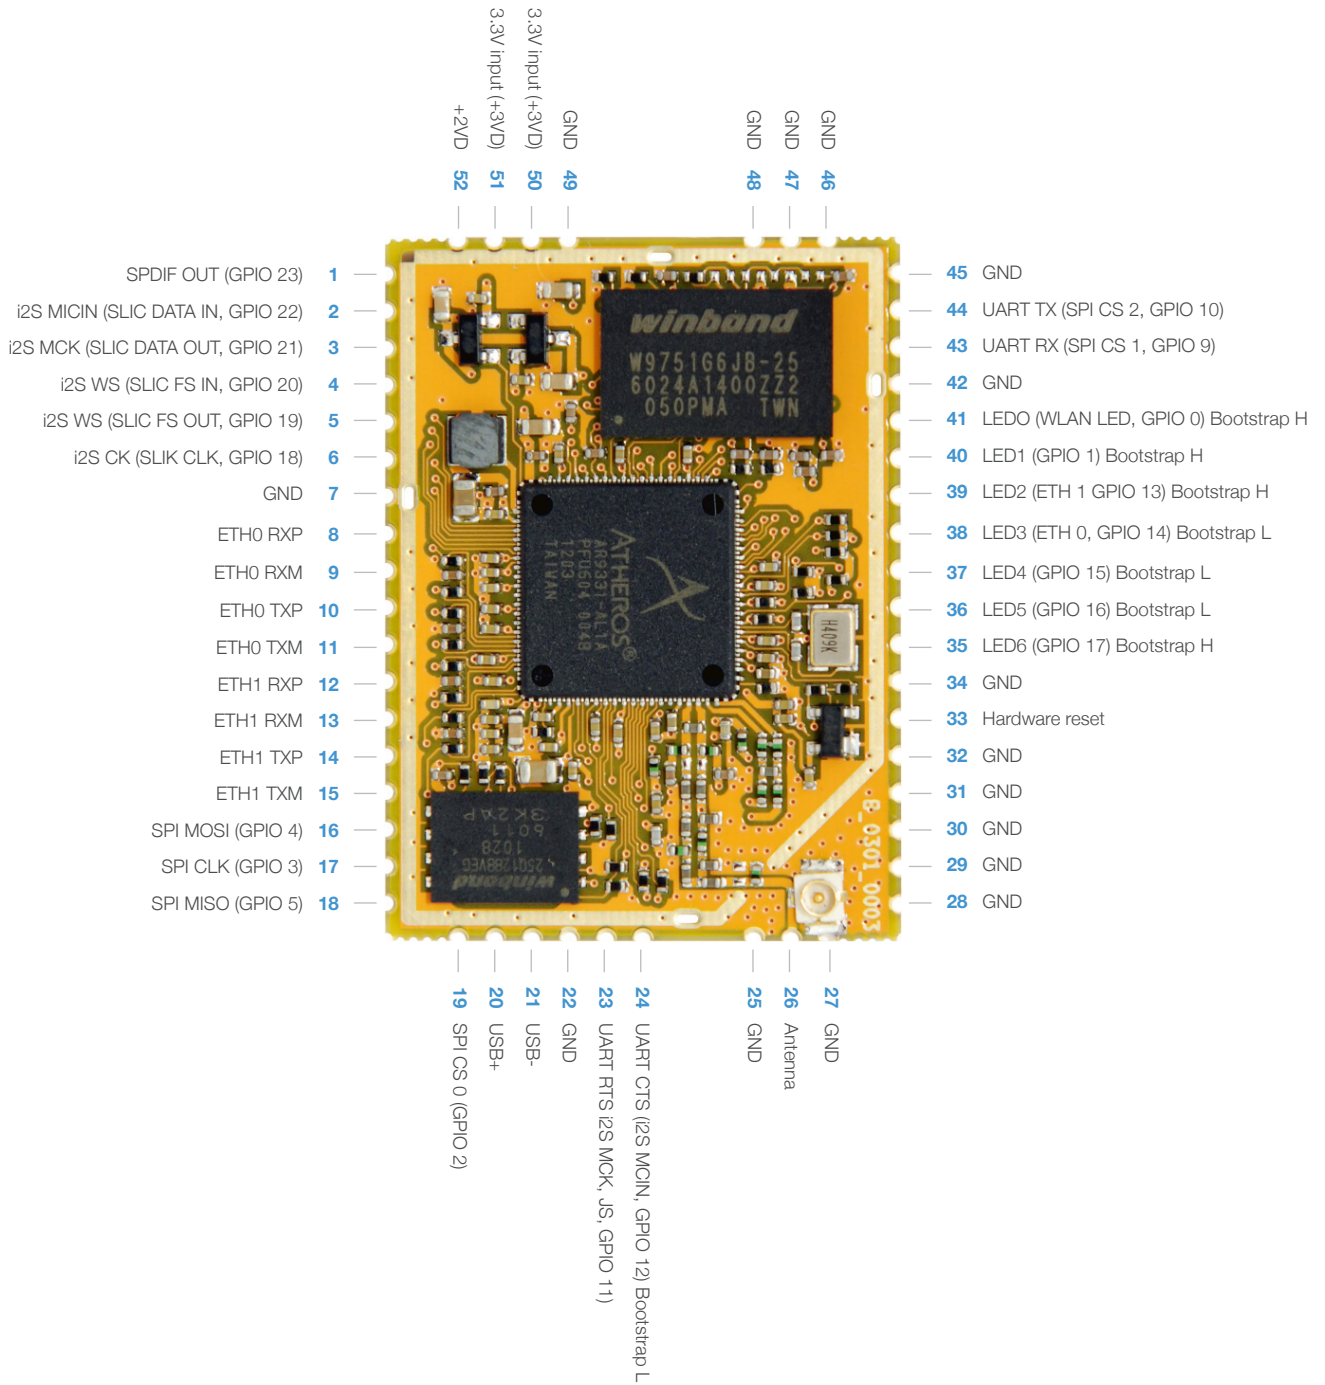 3.3V input (+3VD)
3.3V input (+3VD)
+2VD
GND
GND
GND
GND
52
51
50
49
48
47
46
SPDIF OUT (GPIO 23) 1
i2S MICIN (SLIC DATA IN, GPIO 22) 2
i2S MCK (SLIC DATA OUT, GPIO 21) 3
i2S WS (SLIC FS IN, GPIO 20) 4
i2S WS (SLIC FS OUT, GPIO 19) 5
i2S CK (SLIK CLK, GPIO 18) 6
GND 7
ETH0 RXP 8
ETH0 RXM 9
ETH0 TXP 10
ETH0 TXM 11
ETH1 RXP 12
ETH1 RXM 13
ETH1 TXP 14
ETH1 TXM 15
SPI MOSI (GPIO 4) 16
SPI CLK (GPIO 3) 17
SPI MISO (GPIO 5) 18
winbond
W9751G6JB-25
6024A1400ZZ2
050PMA TWN
ATHEROS®
AR9331-AL1A
PFU604 004B
1203
TAIWAN
H409K
winbond
25Q128BVEG
1028
6011
3K2AP
8_0301_0003
45 GND
44 UART TX (SPI CS 2, GPIO 10)
43 UART RX (SPI CS 1, GPIO 9)
42 GND
41 LEDO (WLAN LED, GPIO 0) Bootstrap H
40 LED1 (GPIO 1) Bootstrap H
39 LED2 (ETH 1 GPIO 13) Bootstrap H
38 LED3 (ETH 0, GPIO 14) Bootstrap L
37 LED4 (GPIO 15) Bootstrap L
36 LED5 (GPIO 16) Bootstrap L
35 LED6 (GPIO 17) Bootstrap H
34 GND
33 Hardware reset
32 GND
31 GND
30 GND
29 GND
28 GND
19 SPI CS 0 (GPIO 2)
20 USB+
21 USB-
22 GND
23 UART RTS i2S MCK, JS, GPIO 11)
24 UART CTS (i2S MCIN, GPIO 12) Bootstrap L
25 GND
26 Antenna
27 GND